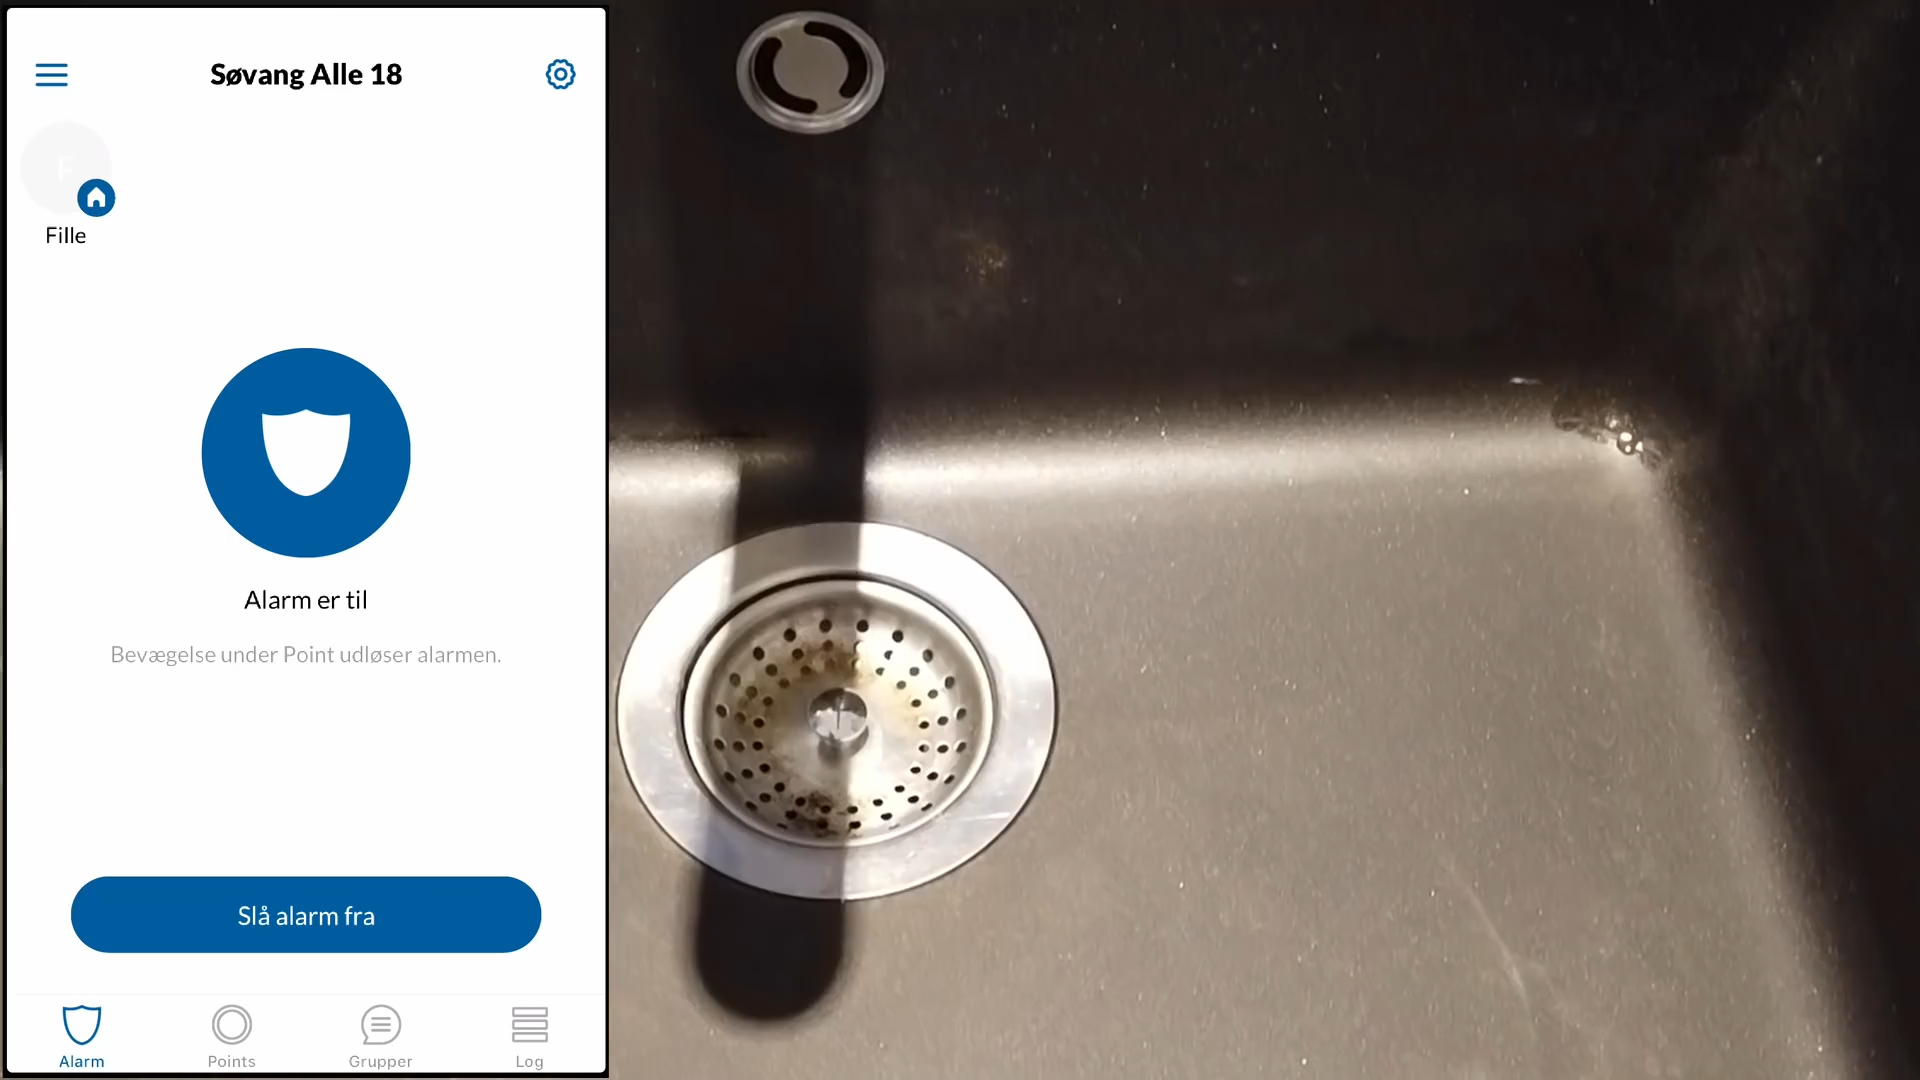 Søvang Alle 18
F
Fille
Alarm er til
Bevægelse under Point udløser alarmen.
Slå alarm fra
Alarm
Points
Grupper
Log